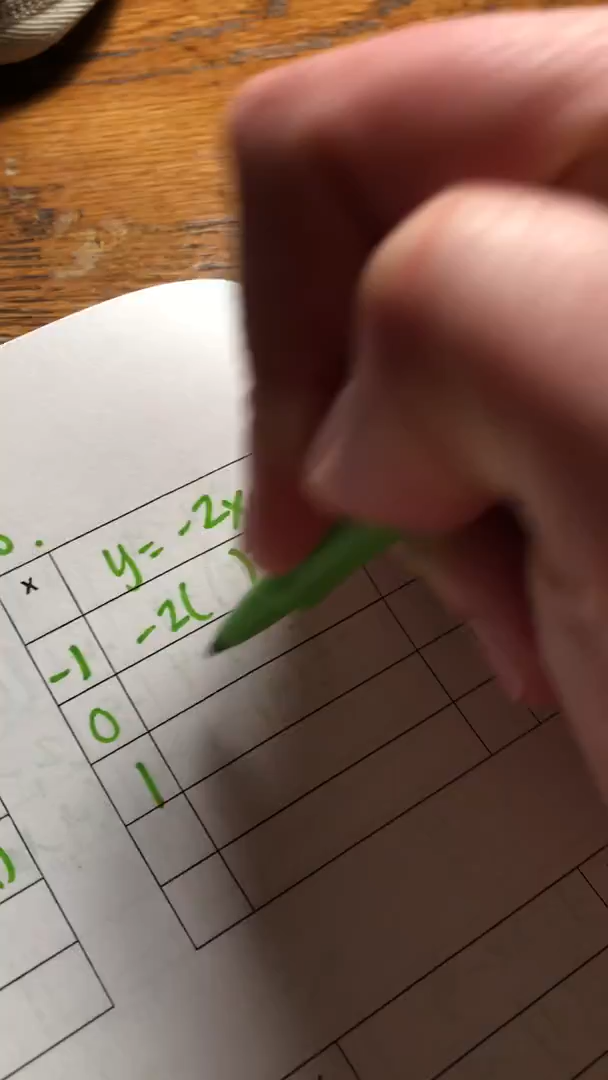 x y = -2x
-1 -2( )
0
1
)